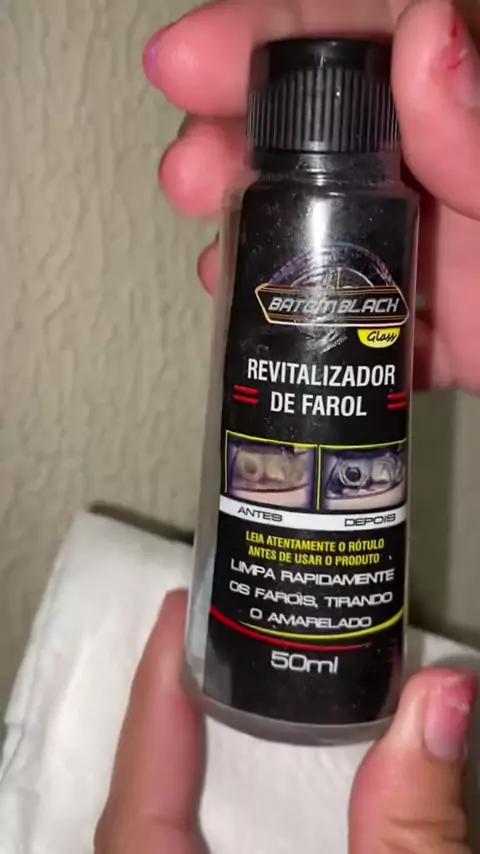 BATOM BLACK
Glass
REVITALIZADOR
DE FAROL
ANTES DEPOIS
LEIA ATENTAMENTE O RÓTULO
ANTES DE USAR O PRODUTO
LIMPA RAPIDAMENTE
OS FARÓIS, TIRANDO
O AMARELADO
50ml